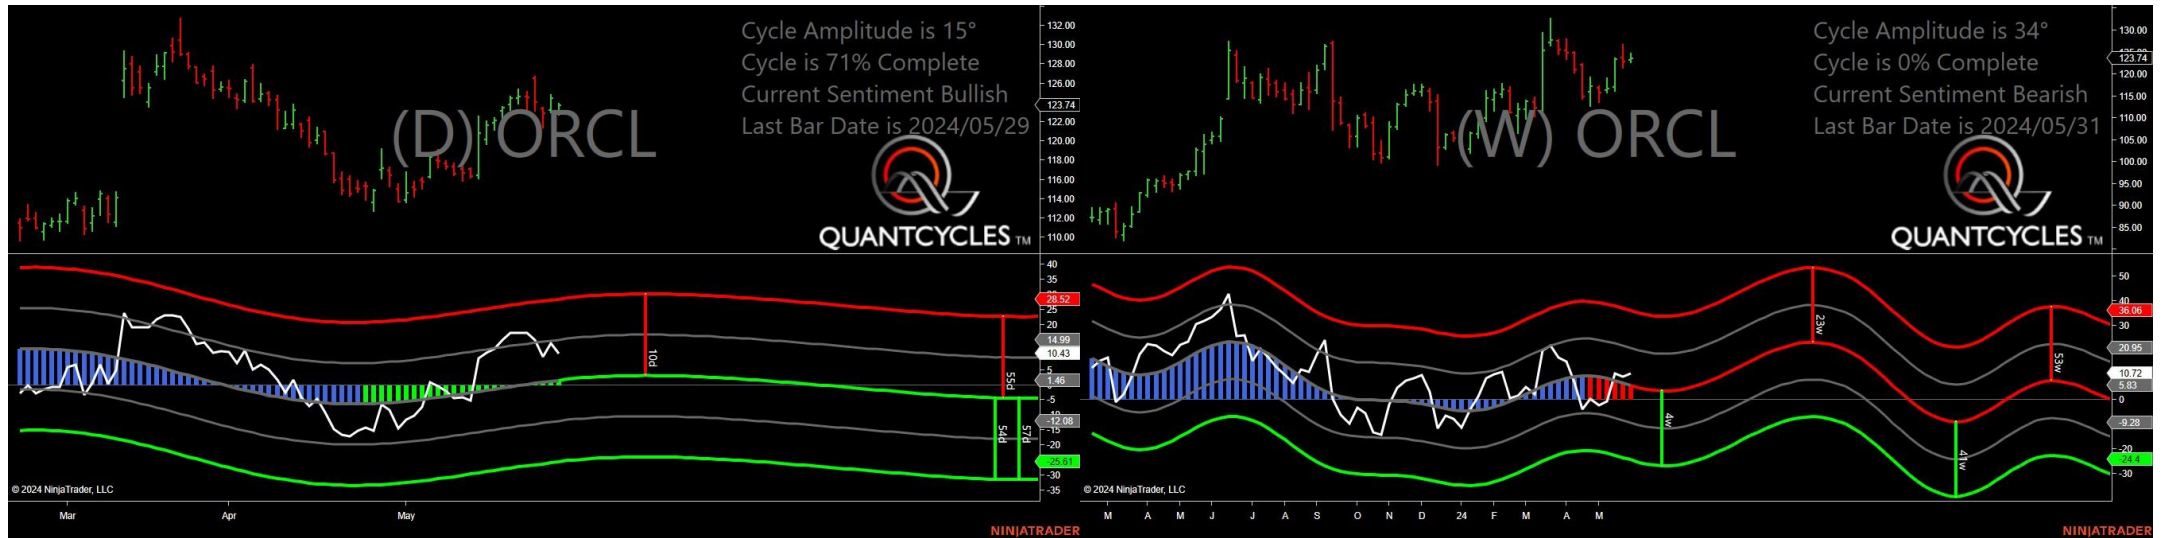 Cycle Amplitude is 15°
Cycle is 71% Complete
Current Sentiment Bullish
Last Bar Date is 2024/05/29
(D) ORCL
QUANTCYCLES TM
132.00
130.00
128.00
126.00
123.74
122.00
120.00
118.00
116.00
114.00
112.00
110.00
40
35
28.52
25
20
14.99
10.43
5
1.46
-5
-12.08
-15
-20
-25.61
-30
-35
10d
55d
54d
57d
© 2024 NinjaTrader, LLC
Mar
Apr
May
NINJATRADER
Cycle Amplitude is 34°
Cycle is 0% Complete
Current Sentiment Bearish
Last Bar Date is 2024/05/31
(W) ORCL
QUANTCYCLES TM
130.00
123.74
120.00
115.00
110.00
105.00
100.00
95.00
90.00
85.00
50
40
36.06
30
20.95
10.72
5.83
0
-9.28
-20
-24.4
-30
4w
23w
41w
53w
© 2024 NinjaTrader, LLC
M A M J J A S O N D 24 F M A M
NINJATRADER